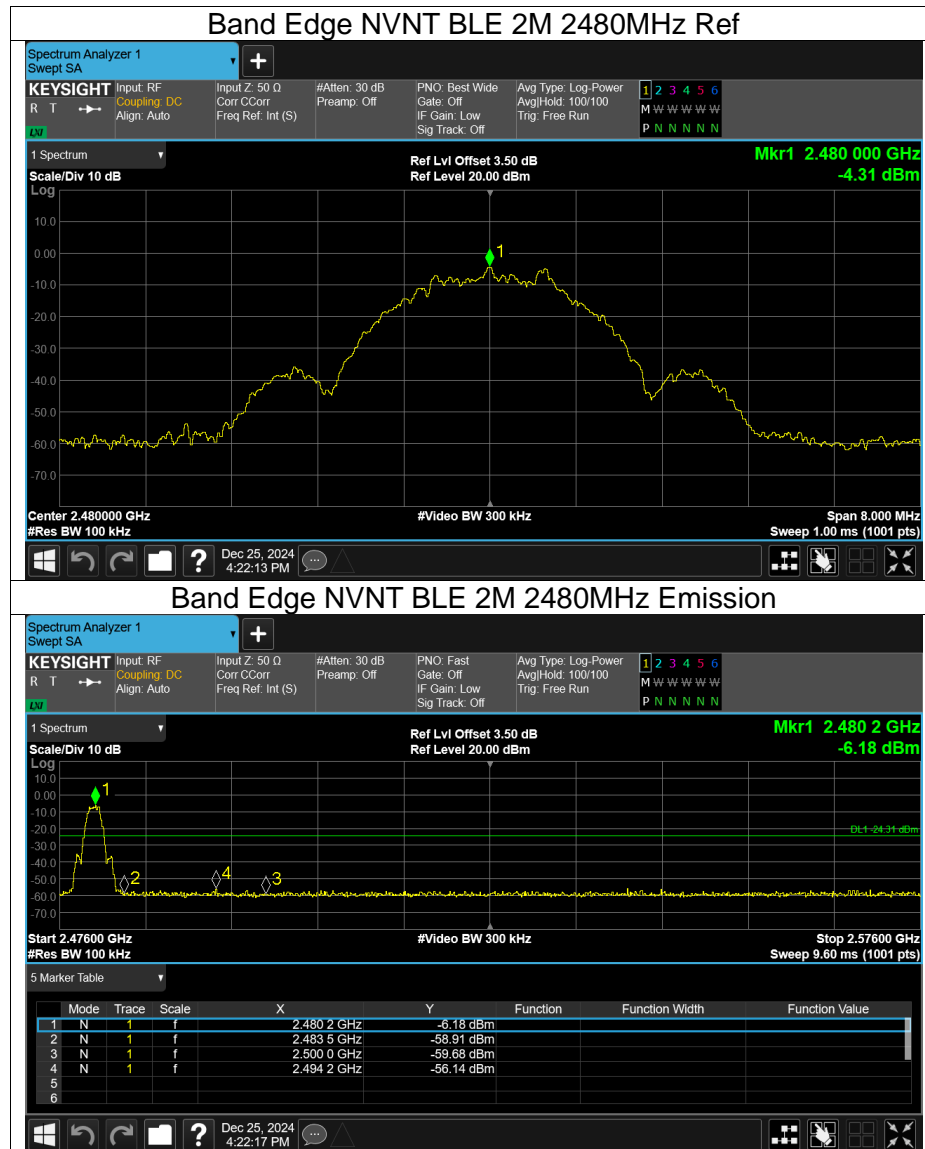 Band Edge NVNT BLE 2M 2480MHz Ref
Spectrum Analyzer 1
Swept SA
+
KEYSIGHT Input: RF Input Z: 50 Ω #Atten: 30 dB PNO: Best Wide Avg Type: Log-Power 1 2 3 4 5 6
R T Coupling: DC Corr CCorr Preamp: Off Gate: Off Avg|Hold: 100/100 M W W W W W
Align: Auto Freq Ref: Int (S) IF Gain: Low Trig: Free Run
LXI Sig Track: Off P N N N N N
1 Spectrum Ref Lvl Offset 3.50 dB Mkr1 2.480 000 GHz
Scale/Div 10 dB Ref Level 20.00 dBm -4.31 dBm
Log
10.0
0.00
1
-10.0
-20.0
-30.0
-40.0
-50.0
-60.0
-70.0
Center 2.480000 GHz #Video BW 300 kHz Span 8.000 MHz
#Res BW 100 kHz Sweep 1.00 ms (1001 pts)
? Dec 25, 2024
4:22:13 PM
Band Edge NVNT BLE 2M 2480MHz Emission
Spectrum Analyzer 1
Swept SA
+
KEYSIGHT Input: RF Input Z: 50 Ω #Atten: 30 dB PNO: Fast Avg Type: Log-Power 1 2 3 4 5 6
R T Coupling: DC Corr CCorr Preamp: Off Gate: Off Avg|Hold: 100/100 M W W W W W
Align: Auto Freq Ref: Int (S) IF Gain: Low Trig: Free Run
LXI Sig Track: Off P N N N N N
1 Spectrum Ref Lvl Offset 3.50 dB Mkr1 2.480 2 GHz
Scale/Div 10 dB Ref Level 20.00 dBm -6.18 dBm
Log
10.0
0.00 1
-10.0
-20.0 DL1 -24.31 dBm
-30.0
-40.0
-50.0 2 4 3
-60.0
-70.0
Start 2.47600 GHz #Video BW 300 kHz Stop 2.57600 GHz
#Res BW 100 kHz Sweep 9.60 ms (1001 pts)
5 Marker Table
Mode Trace Scale X Y Function Function Width Function Value
1 N 1 f 2.480 2 GHz -6.18 dBm
2 N 1 f 2.483 5 GHz -58.91 dBm
3 N 1 f 2.500 0 GHz -59.68 dBm
4 N 1 f 2.494 2 GHz -56.14 dBm
5
6
? Dec 25, 2024
4:22:17 PM